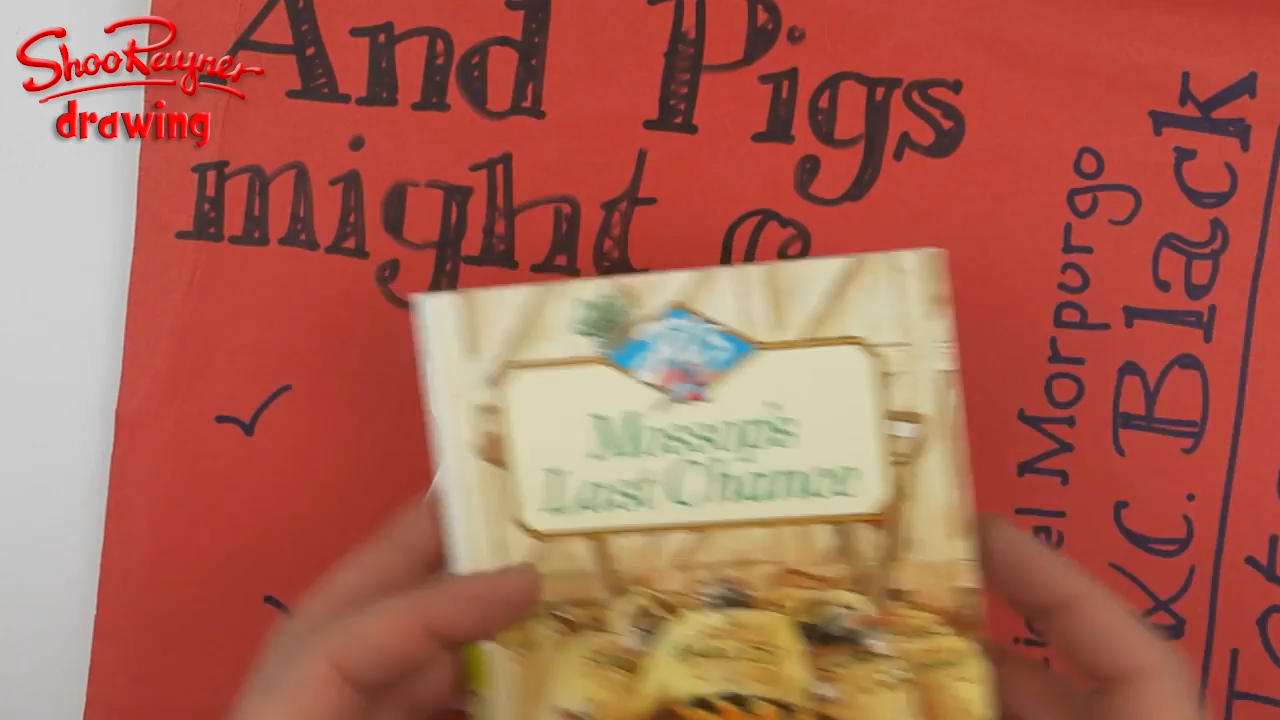 ShooRayner
drawing
And Pigs
might
Mossop's
Last Chance
Michael Morpurgo
C. Black